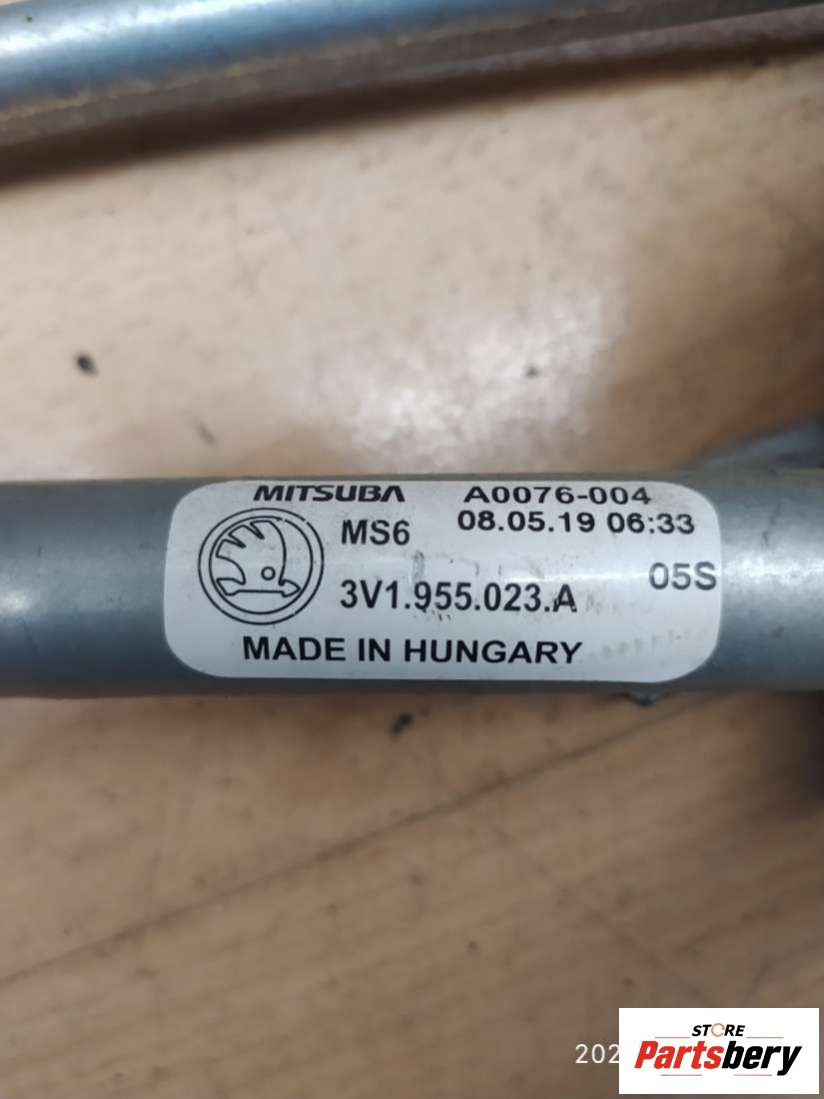 MITSUBA A0076-004
MS6 08.05.19 06:33
3V1.955.023.A 05S
MADE IN HUNGARY
STORE
Partsbery